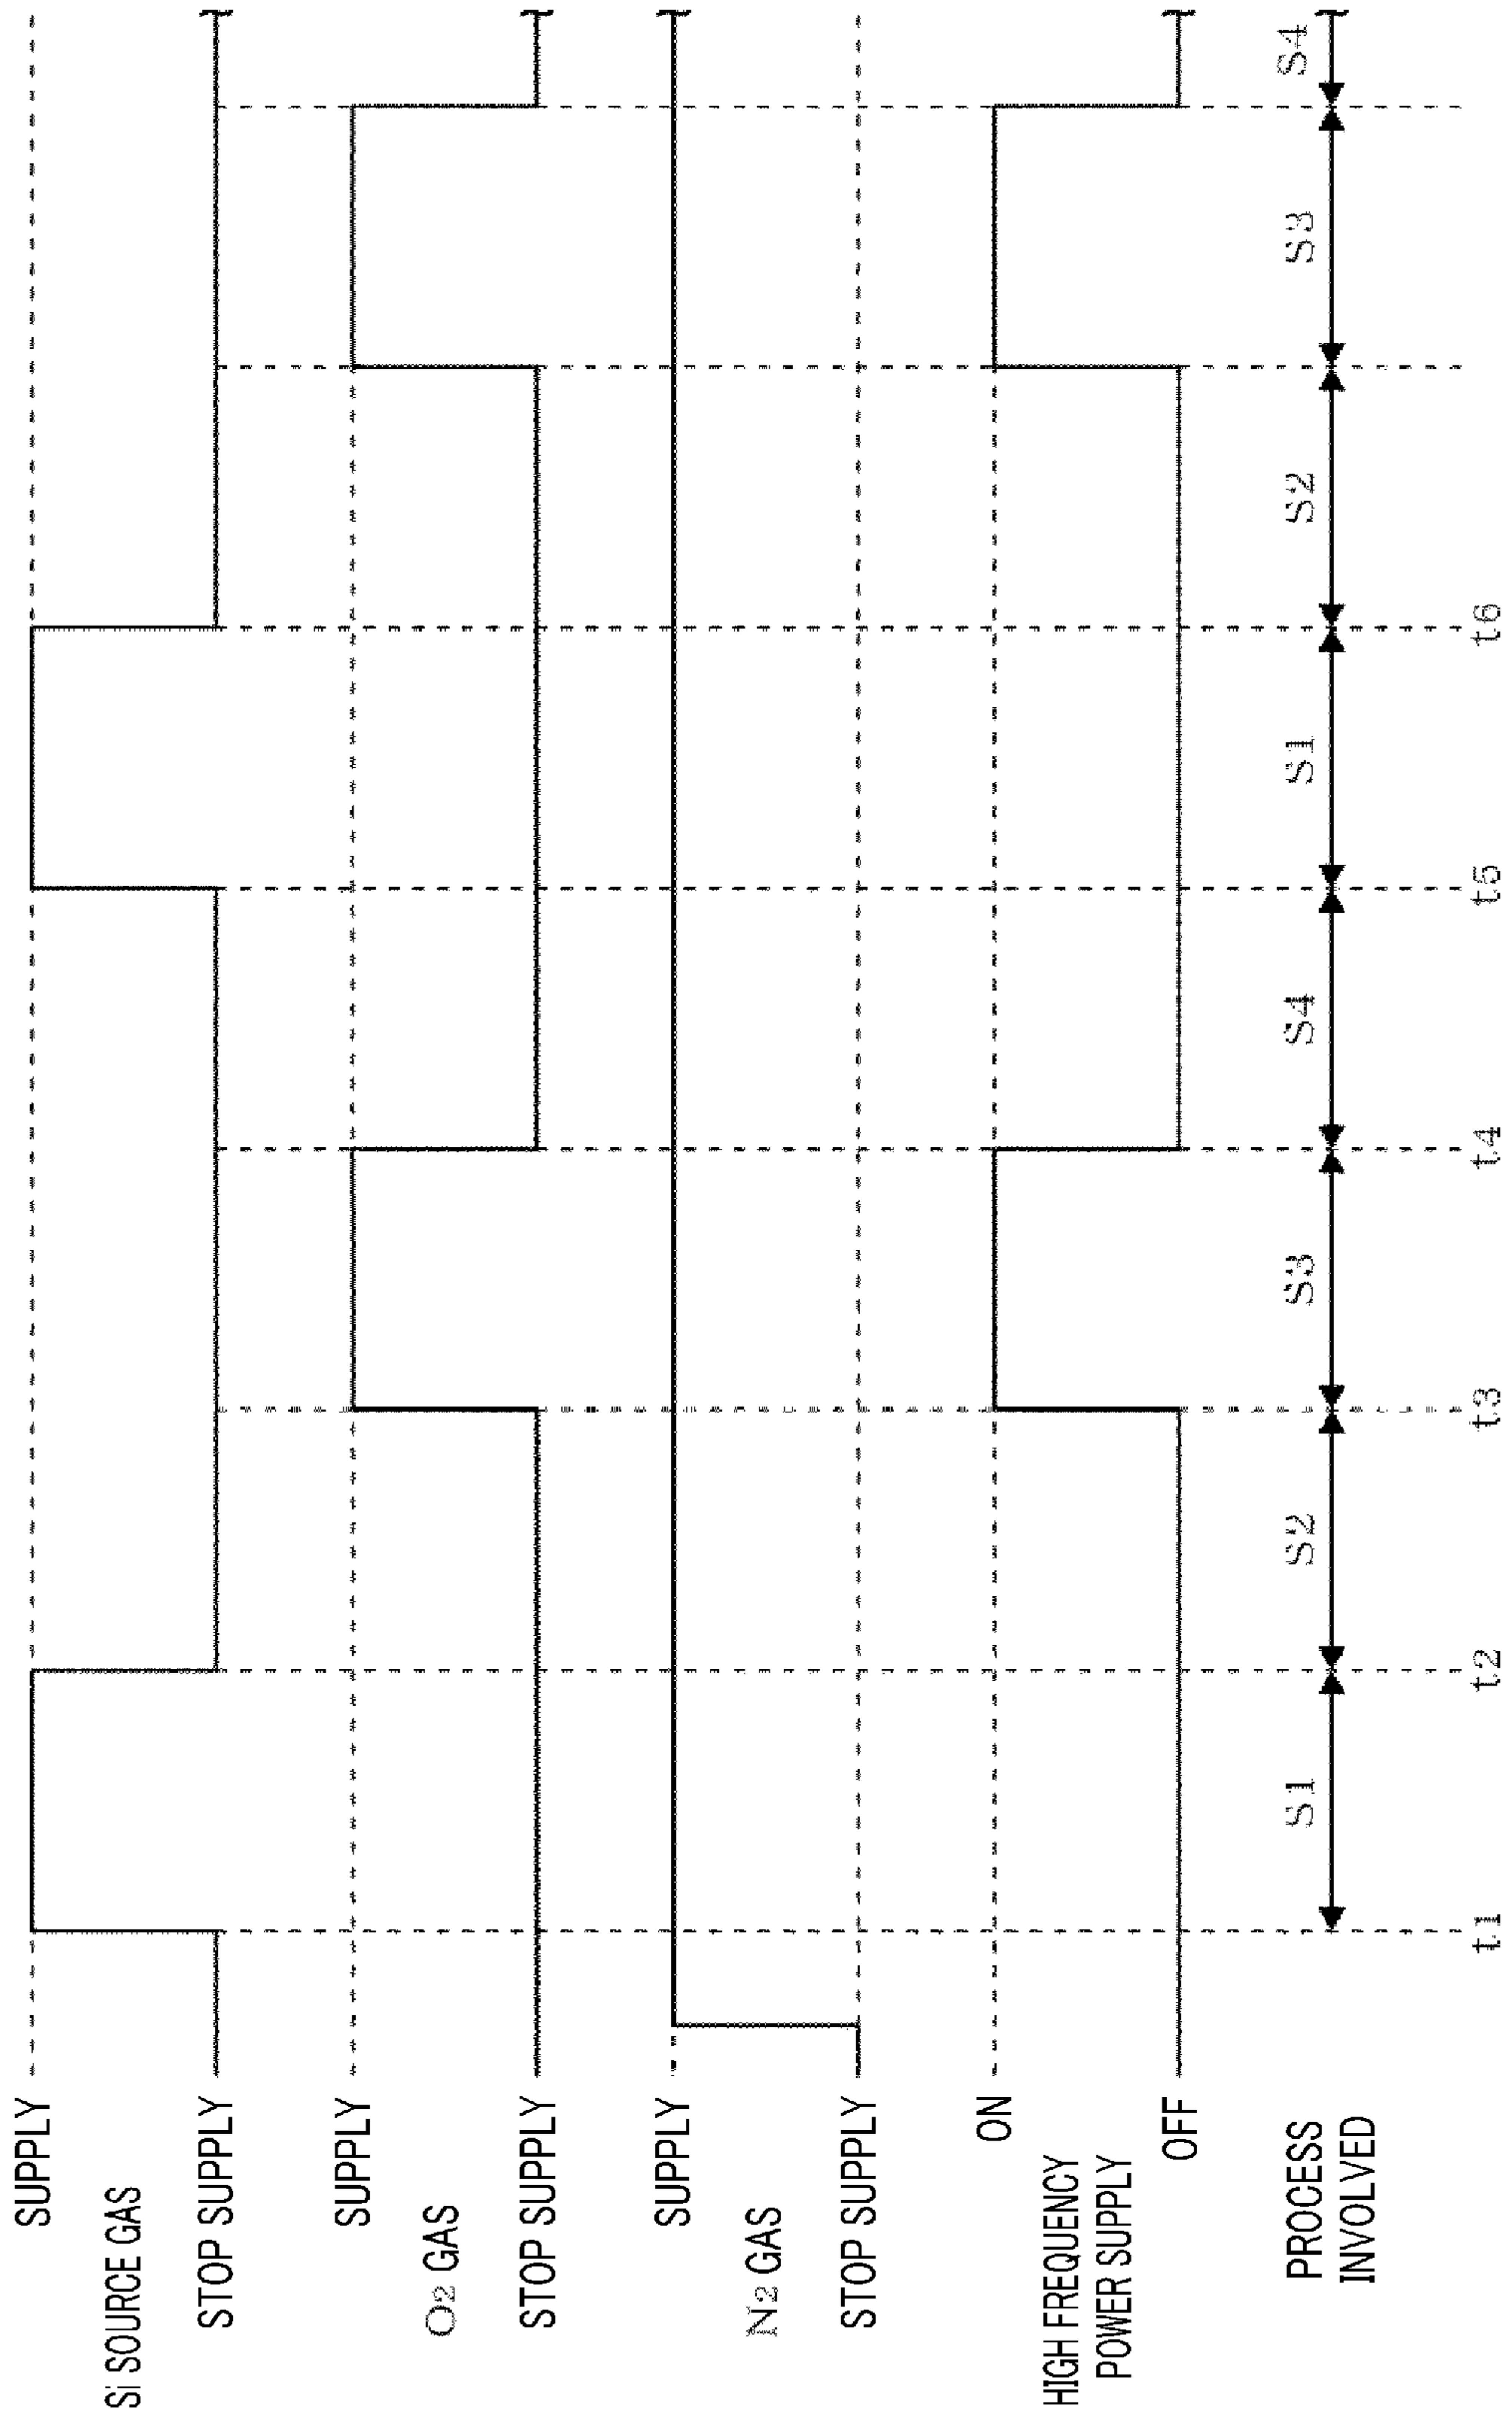 SUPPLY
Si SOURCE GAS
STOP SUPPLY
SUPPLY
O2 GAS
STOP SUPPLY
SUPPLY
N2 GAS
STOP SUPPLY
ON
HIGH FREQUENCY
POWER SUPPLY
OFF
PROCESS
INVOLVED
S1 S2 S3 S4 S1 S2 S3 S4
t1 t2 t3 t4 t5 t6